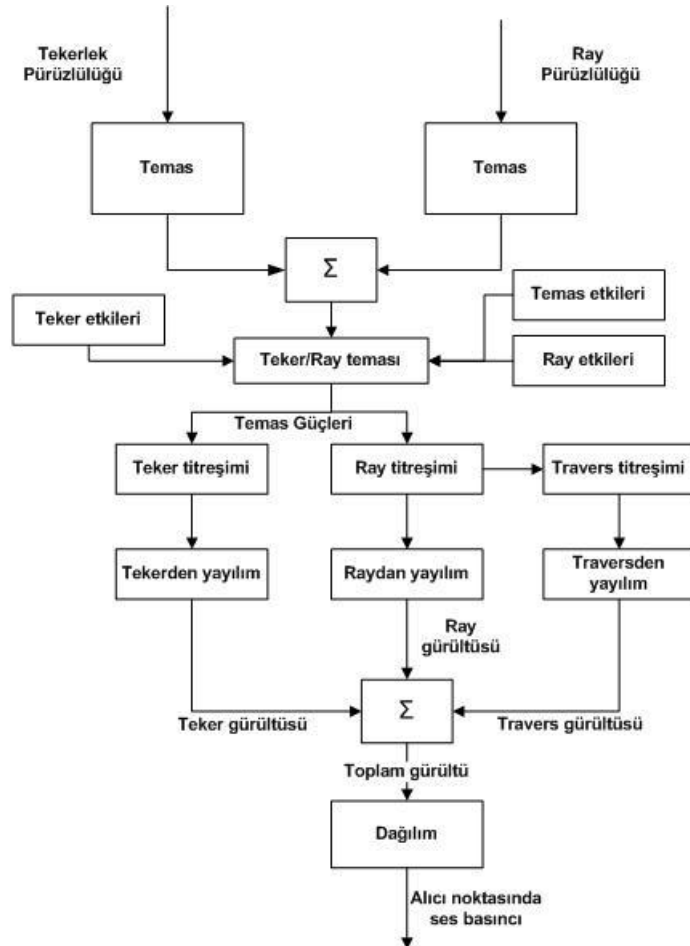 Tekerlek
Pürüzlülüğü
Ray
Pürüzlülüğü
Temas
Temas
Σ
Teker etkileri
Temas etkileri
Teker/Ray teması
Ray etkileri
Temas Güçleri
Teker titreşimi
Ray titreşimi
Travers titreşimi
Tekerden yayılım
Raydan yayılım
Traversden
yayılım
Ray
gürültüsü
Σ
Teker gürültüsü
Travers gürültüsü
Toplam gürültü
Dağılım
Alıcı noktasında
ses basıncı